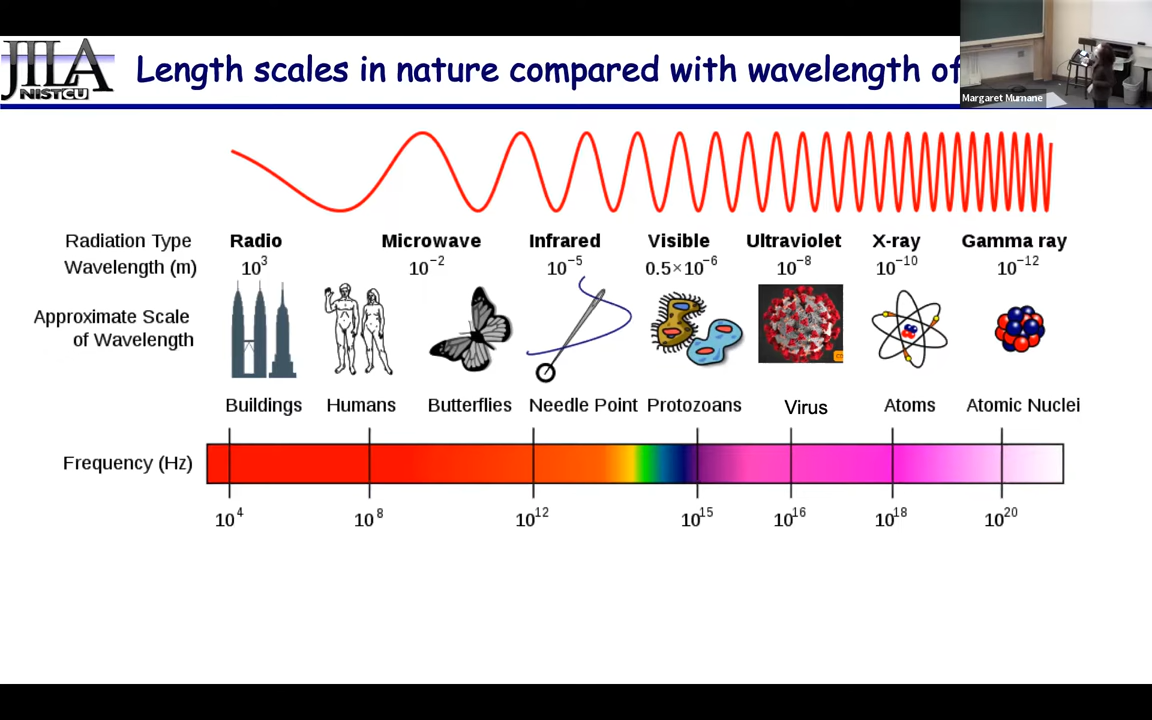 JILA
NIST CU
Length scales in nature compared with wavelength of
Margaret Murnane
Radiation Type Radio Microwave Infrared Visible Ultraviolet X-ray Gamma ray
Wavelength (m) 10³ 10⁻² 10⁻⁵ 0.5×10⁻⁶ 10⁻⁸ 10⁻¹⁰ 10⁻¹²
Approximate Scale
of Wavelength
Buildings Humans Butterflies Needle Point Protozoans Virus Atoms Atomic Nuclei
Frequency (Hz)
10⁴ 10⁸ 10¹² 10¹⁵ 10¹⁶ 10¹⁸ 10²⁰